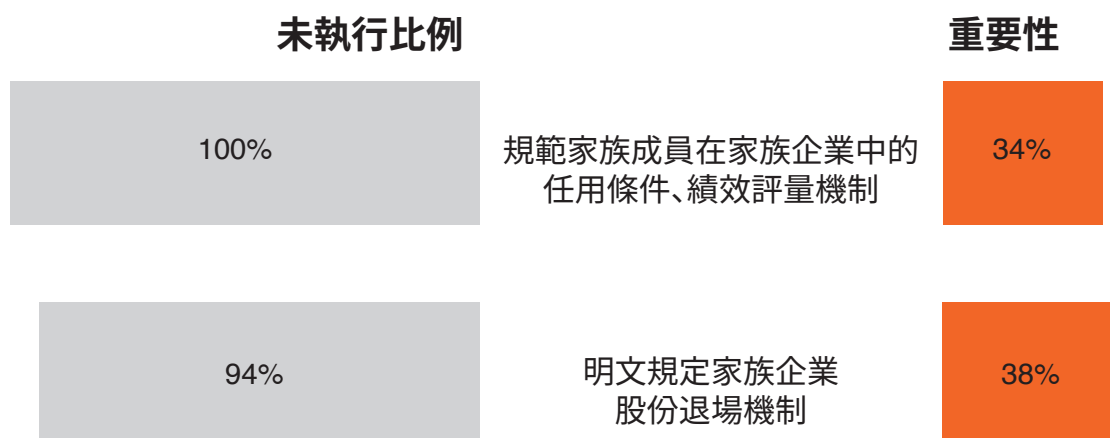 未執行比例
重要性
100%
規範家族成員在家族企業中的
任用條件、績效評量機制
34%
94%
明文規定家族企業
股份退場機制
38%